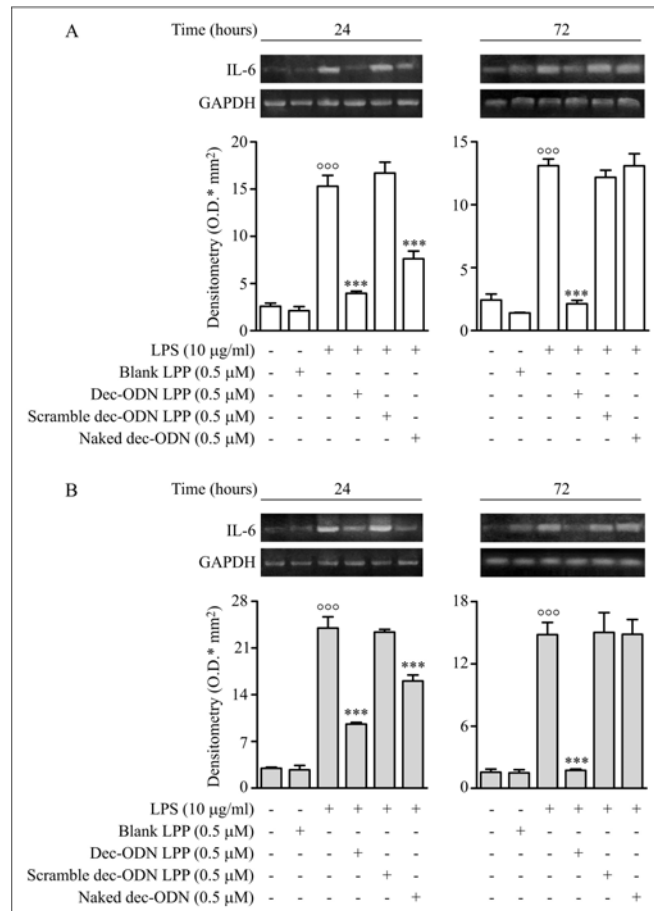 A
Time (hours) 24 72
IL-6
GAPDH
Densitometry (O.D.* mm²)
20
15
10
5
0
°°°
***
***
15
10
5
0
°°°
***
LPS (10 µg/ml) - - + + + + - - + + + +
Blank LPP (0.5 µM) - + - - - - - + - - - -
Dec-ODN LPP (0.5 µM) - - - + - - - - - + - -
Scramble dec-ODN LPP (0.5 µM) - - - - + - - - - - + -
Naked dec-ODN (0.5 µM) - - - - - + - - - - - +
B
Time (hours) 24 72
IL-6
GAPDH
Densitometry (O.D.* mm²)
28
21
14
7
0
°°°
***
***
18
15
12
6
0
°°°
***
LPS (10 µg/ml) - - + + + + - - + + + +
Blank LPP (0.5 µM) - + - - - - - + - - - -
Dec-ODN LPP (0.5 µM) - - - + - - - - - + - -
Scramble dec-ODN LPP (0.5 µM) - - - - + - - - - - + -
Naked dec-ODN (0.5 µM) - - - - - + - - - - - +